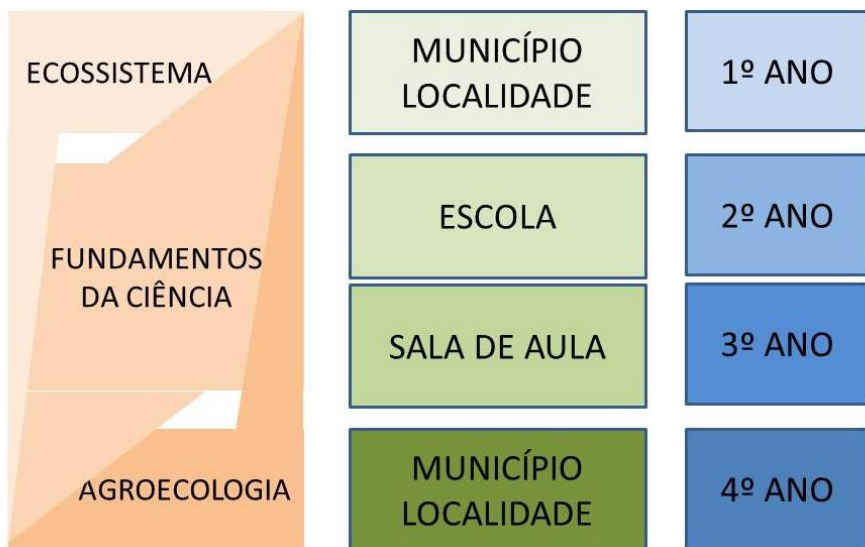 ECOSSISTEMA
MUNICÍPIO
LOCALIDADE
1º ANO
ESCOLA
2º ANO
FUNDAMENTOS
DA CIÊNCIA
SALA DE AULA
3º ANO
AGROECOLOGIA
MUNICÍPIO
LOCALIDADE
4º ANO